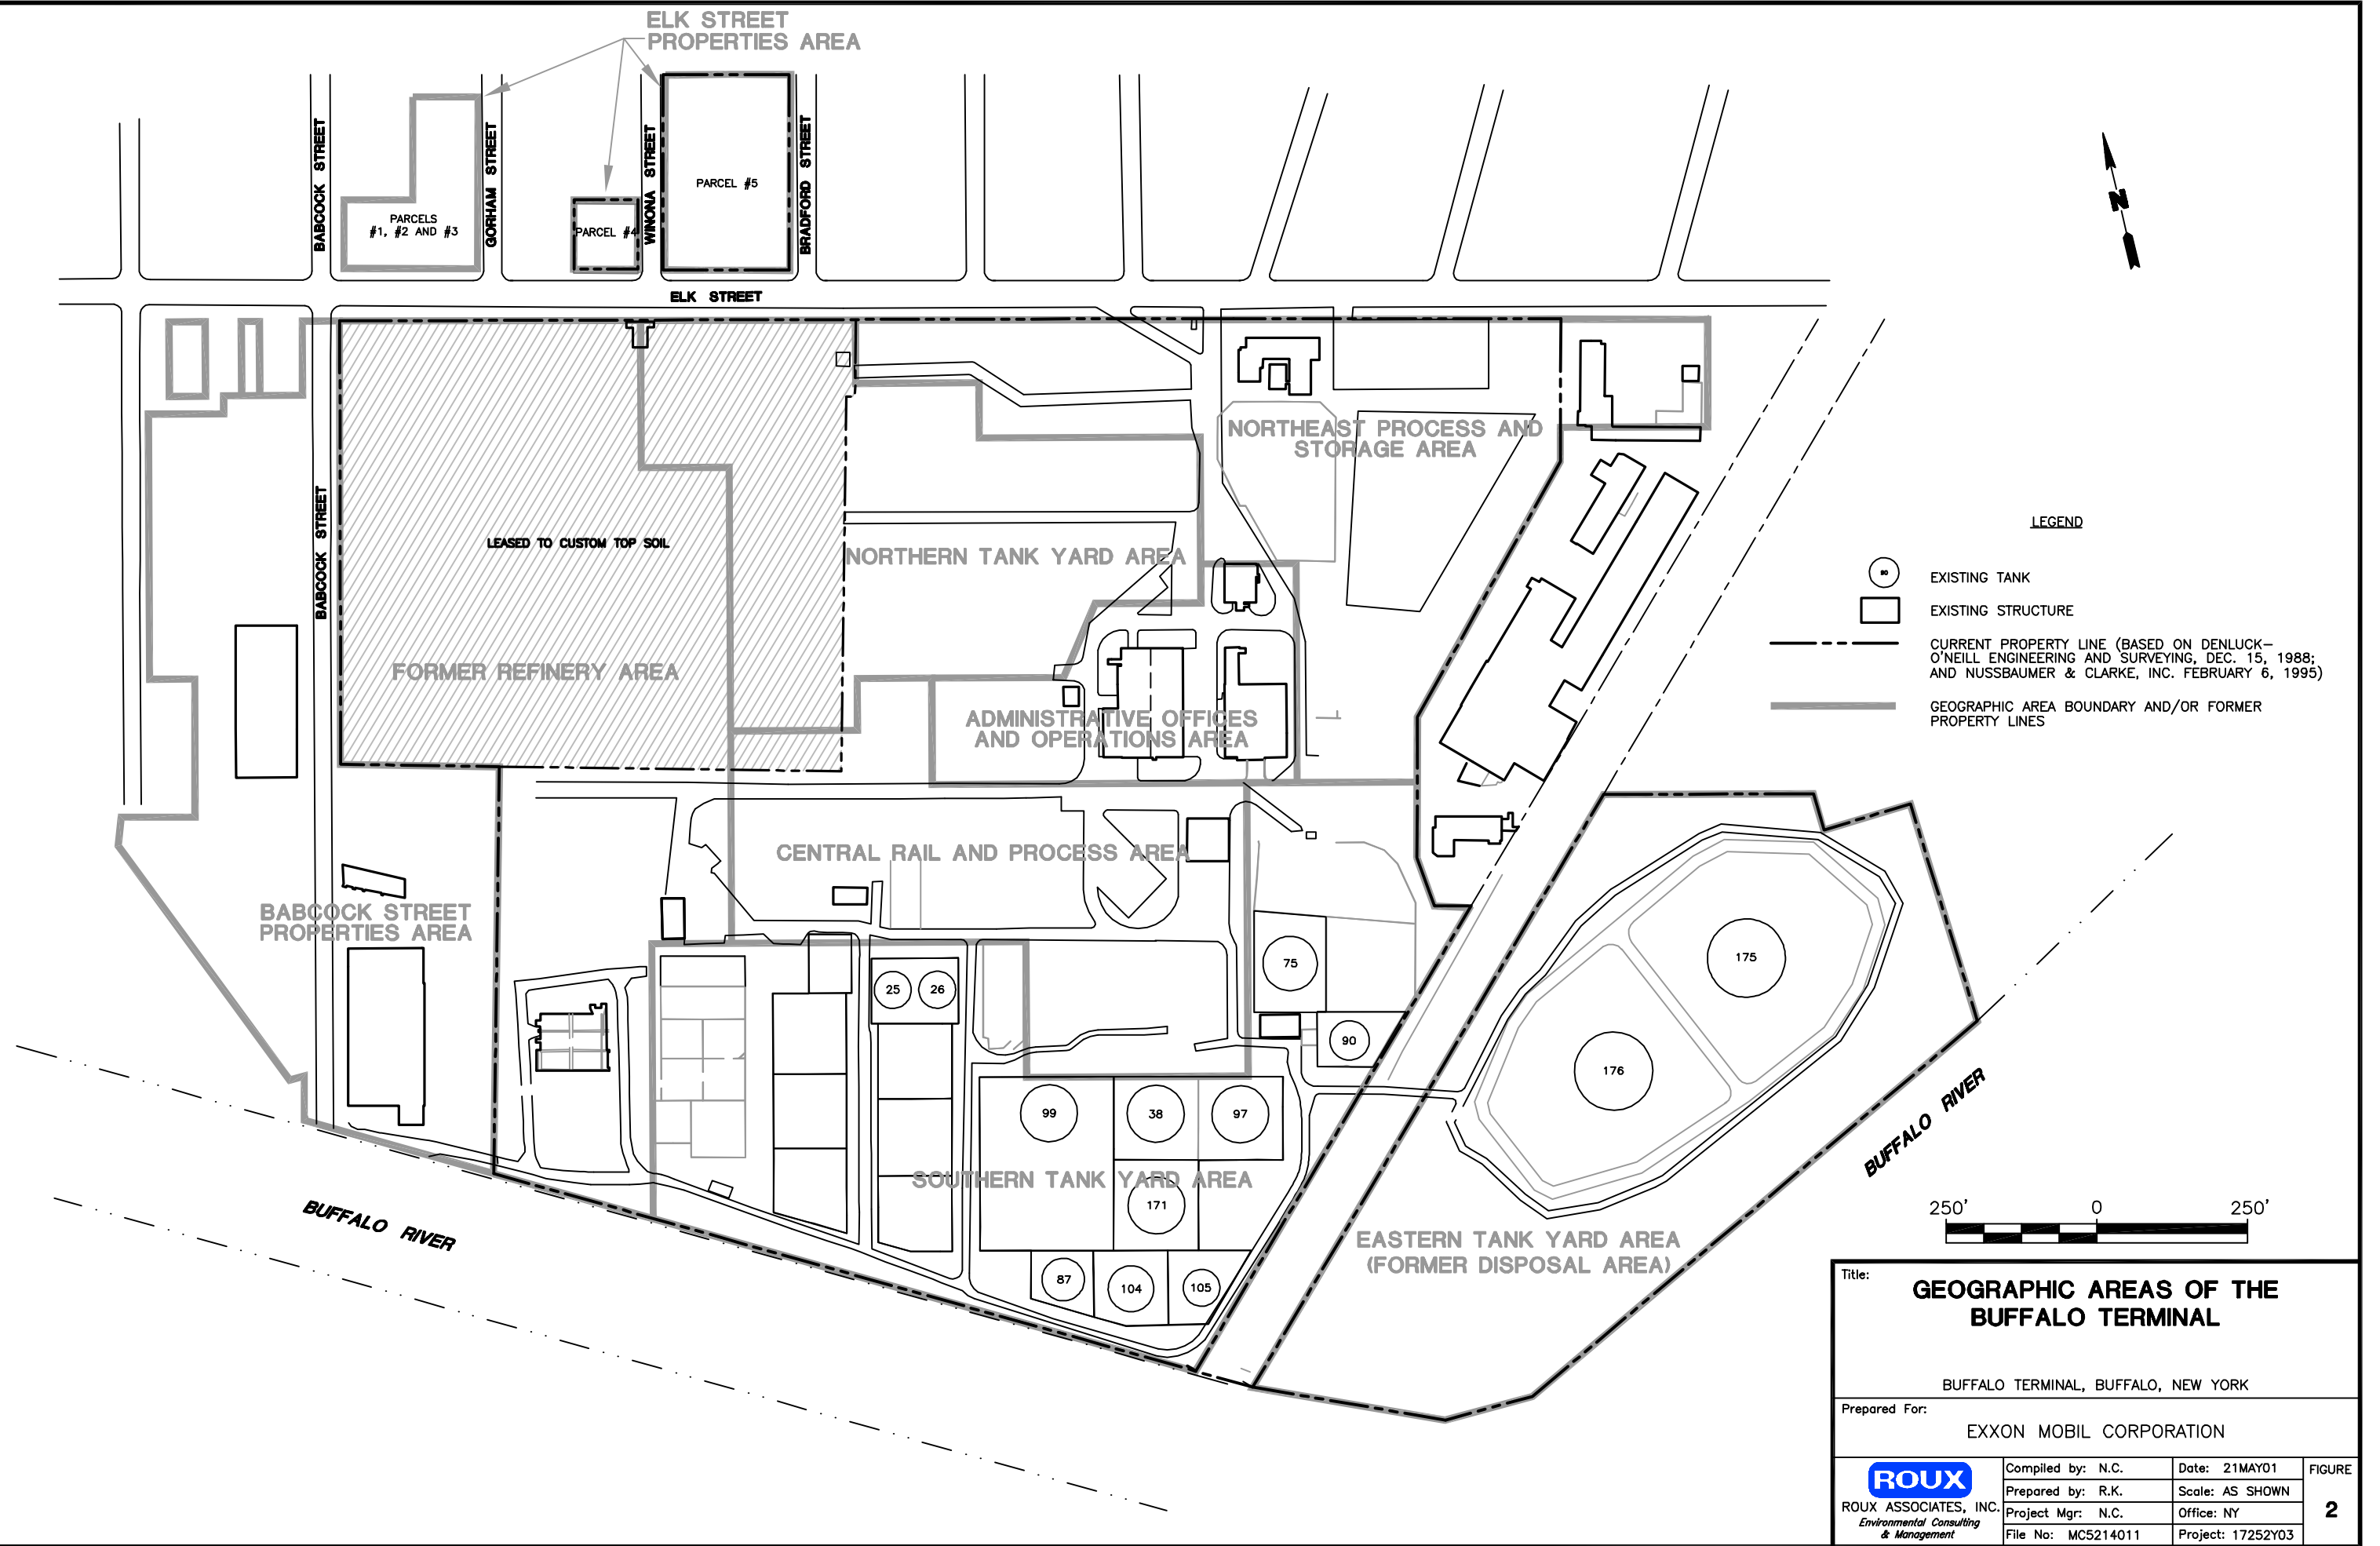 ELK STREET
PROPERTIES AREA
BABCOCK STREET
GORHAM STREET
WINONA STREET
BRADFORD STREET
PARCEL #5
PARCELS
#1, #2 AND #3
PARCEL #4
N
ELK STREET
NORTHEAST PROCESS AND
STORAGE AREA
BABCOCK STREET
LEASED TO CUSTOM TOP SOIL
NORTHERN TANK YARD AREA
FORMER REFINERY AREA
ADMINISTRATIVE OFFICES
AND OPERATIONS AREA
CENTRAL RAIL AND PROCESS AREA
BABCOCK STREET
PROPERTIES AREA
75
25
26
90
175
176
99
38
97
SOUTHERN TANK YARD AREA
171
87
104
105
BUFFALO RIVER
BUFFALO RIVER
EASTERN TANK YARD AREA
(FORMER DISPOSAL AREA)
LEGEND
90
EXISTING TANK
EXISTING STRUCTURE
CURRENT PROPERTY LINE (BASED ON DENLUCK-
O'NEILL ENGINEERING AND SURVEYING, DEC. 15, 1988;
AND NUSSBAUMER & CLARKE, INC. FEBRUARY 6, 1995)
GEOGRAPHIC AREA BOUNDARY AND/OR FORMER
PROPERTY LINES
250' 0 250'
Title:
GEOGRAPHIC AREAS OF THE
BUFFALO TERMINAL
BUFFALO TERMINAL, BUFFALO, NEW YORK
Prepared For:
EXXON MOBIL CORPORATION
ROUX
ROUX ASSOCIATES, INC.
Environmental Consulting
& Management
Compiled by: N.C.
Date: 21MAY01
Prepared by: R.K.
Scale: AS SHOWN
Project Mgr: N.C.
Office: NY
File No: MC5214011
Project: 17252Y03
FIGURE
2